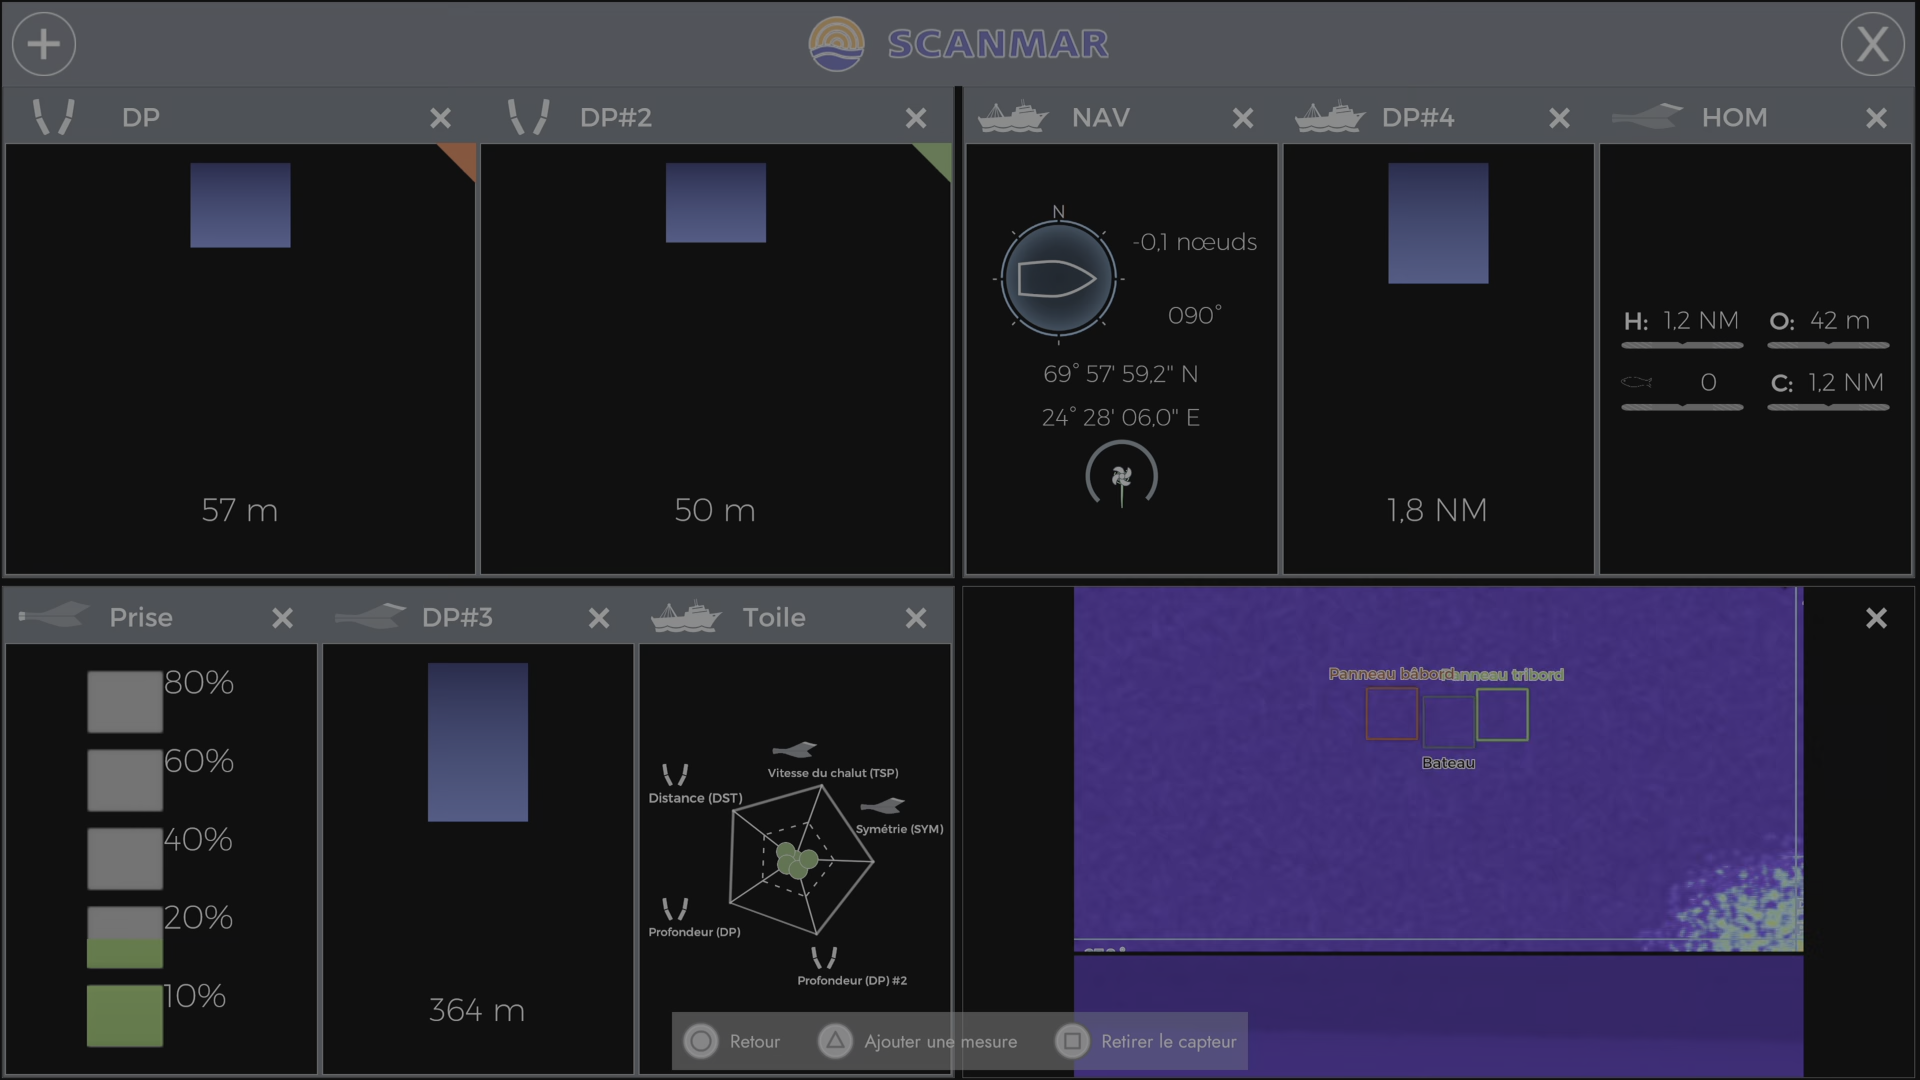 SCANMAR
X
DP
DP#2
NAV
DP#4
HOM
N
-0,1 nœuds
090°
69° 57' 59,2" N
24° 28' 06,0" E
57 m
50 m
1,8 NM
H: 1,2 NM
O: 42 m
0
C: 1,2 NM
Prise
DP#3
Toile
80%
60%
40%
20%
10%
364 m
Vitesse du chalut (TSP)
Distance (DST)
Symétrie (SYM)
Profondeur (DP)
Profondeur (DP) #2
Panneau bâbord
Panneau tribord
Bateau
Retour
Ajouter une mesure
Retirer le capteur